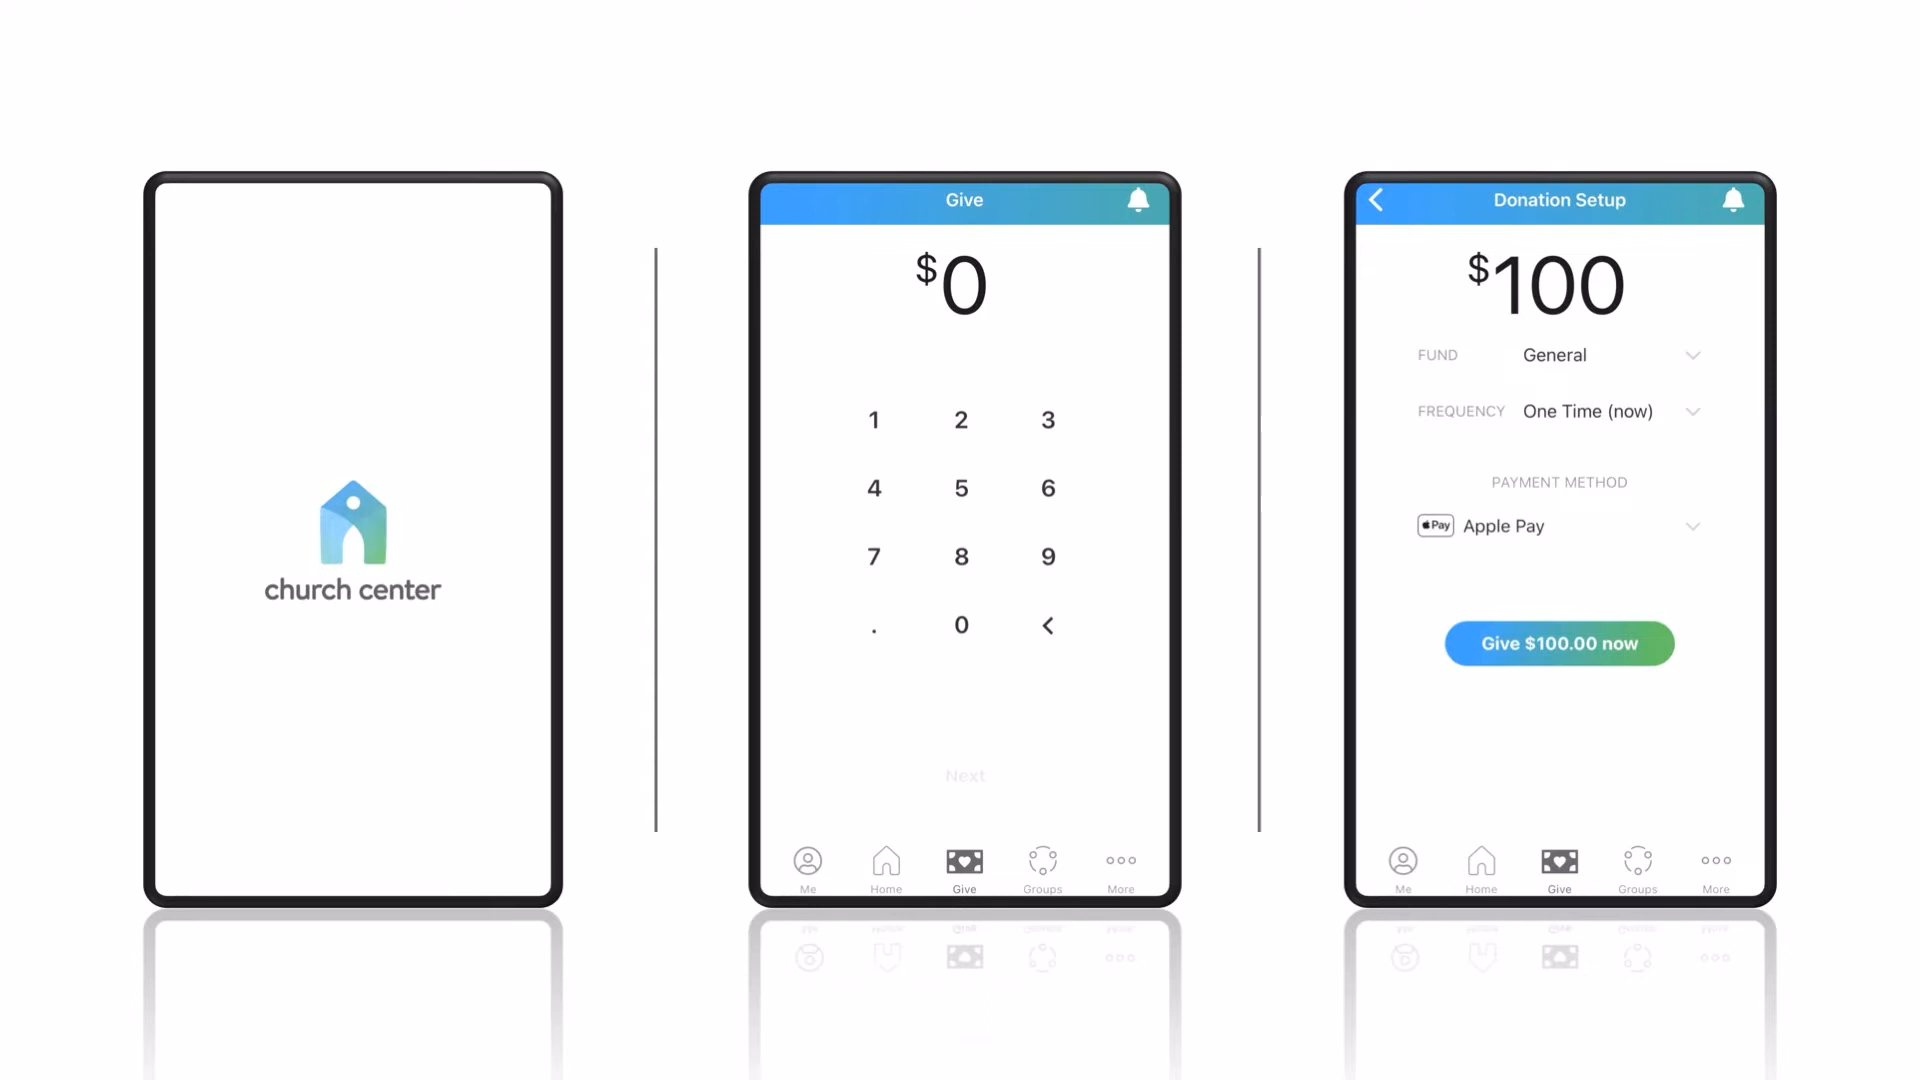 church center
Give
$0
1 2 3
4 5 6
7 8 9
. 0 <
Next
Me Home Give Groups More
Donation Setup
$100
FUND General
FREQUENCY One Time (now)
PAYMENT METHOD
Pay Apple Pay
Give $100.00 now
Me Home Give Groups More